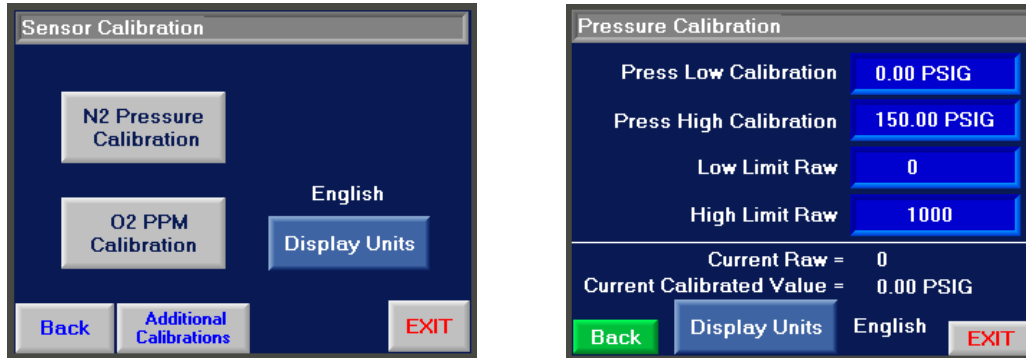 Sensor Calibration
N2 Pressure
Calibration
O2 PPM
Calibration
English
Display Units
Back
Additional
Calibrations
EXIT
Pressure Calibration
Press Low Calibration 0.00 PSIG
Press High Calibration 150.00 PSIG
Low Limit Raw 0
High Limit Raw 1000
Current Raw = 0
Current Calibrated Value = 0.00 PSIG
Back
Display Units
English
EXIT